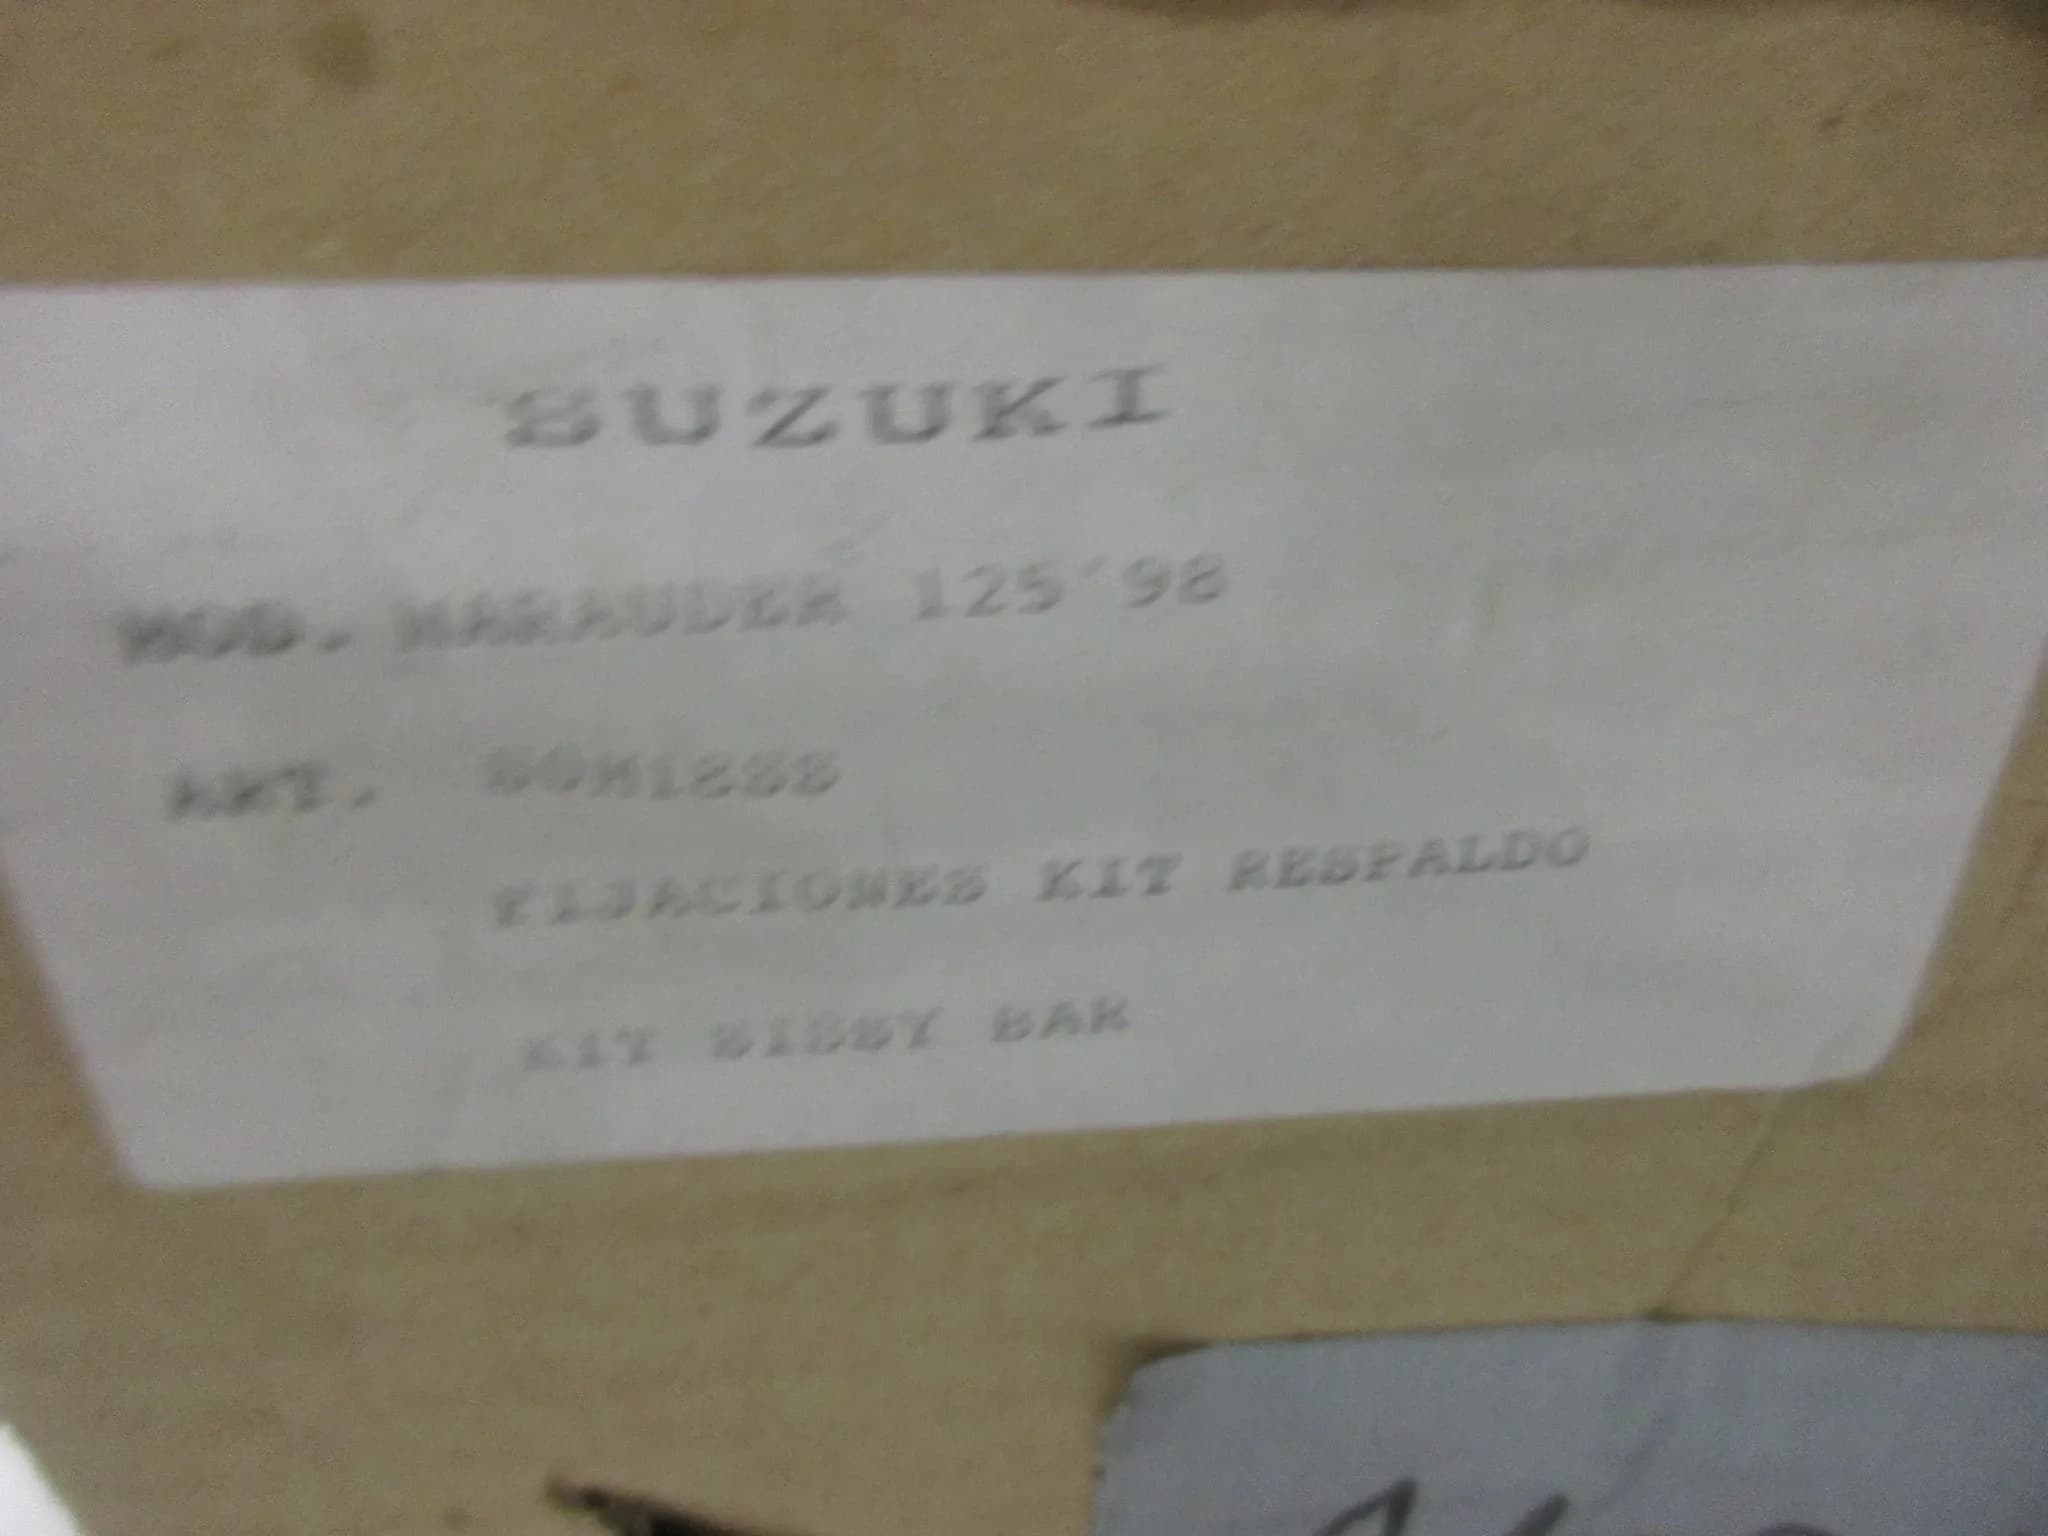 SUZUKI
MOD. MARAUDER 125'98
ART.
FIJACIONES KIT RESPALDO
KIT SISSY BAR